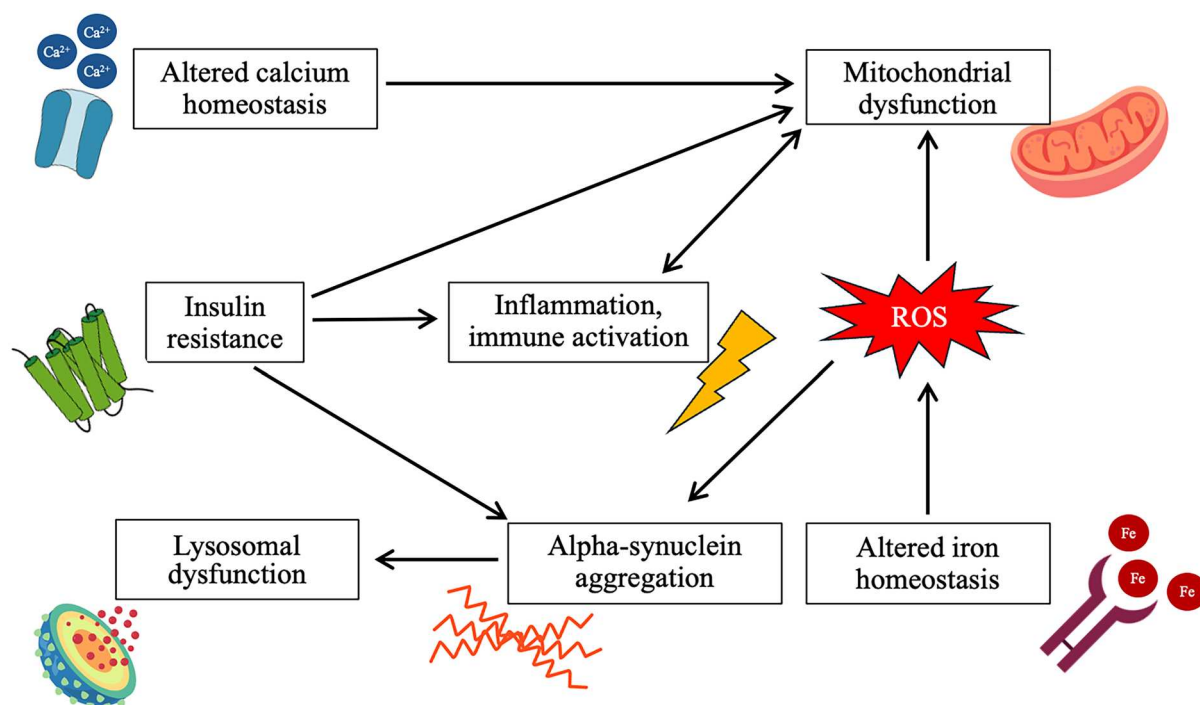 Ca²⁺
Ca²⁺
Ca²⁺
Altered calcium
homeostasis
Mitochondrial
dysfunction
Insulin
resistance
Inflammation,
immune activation
ROS
Lysosomal
dysfunction
Alpha-synuclein
aggregation
Altered iron
homeostasis
Fe
Fe
Fe